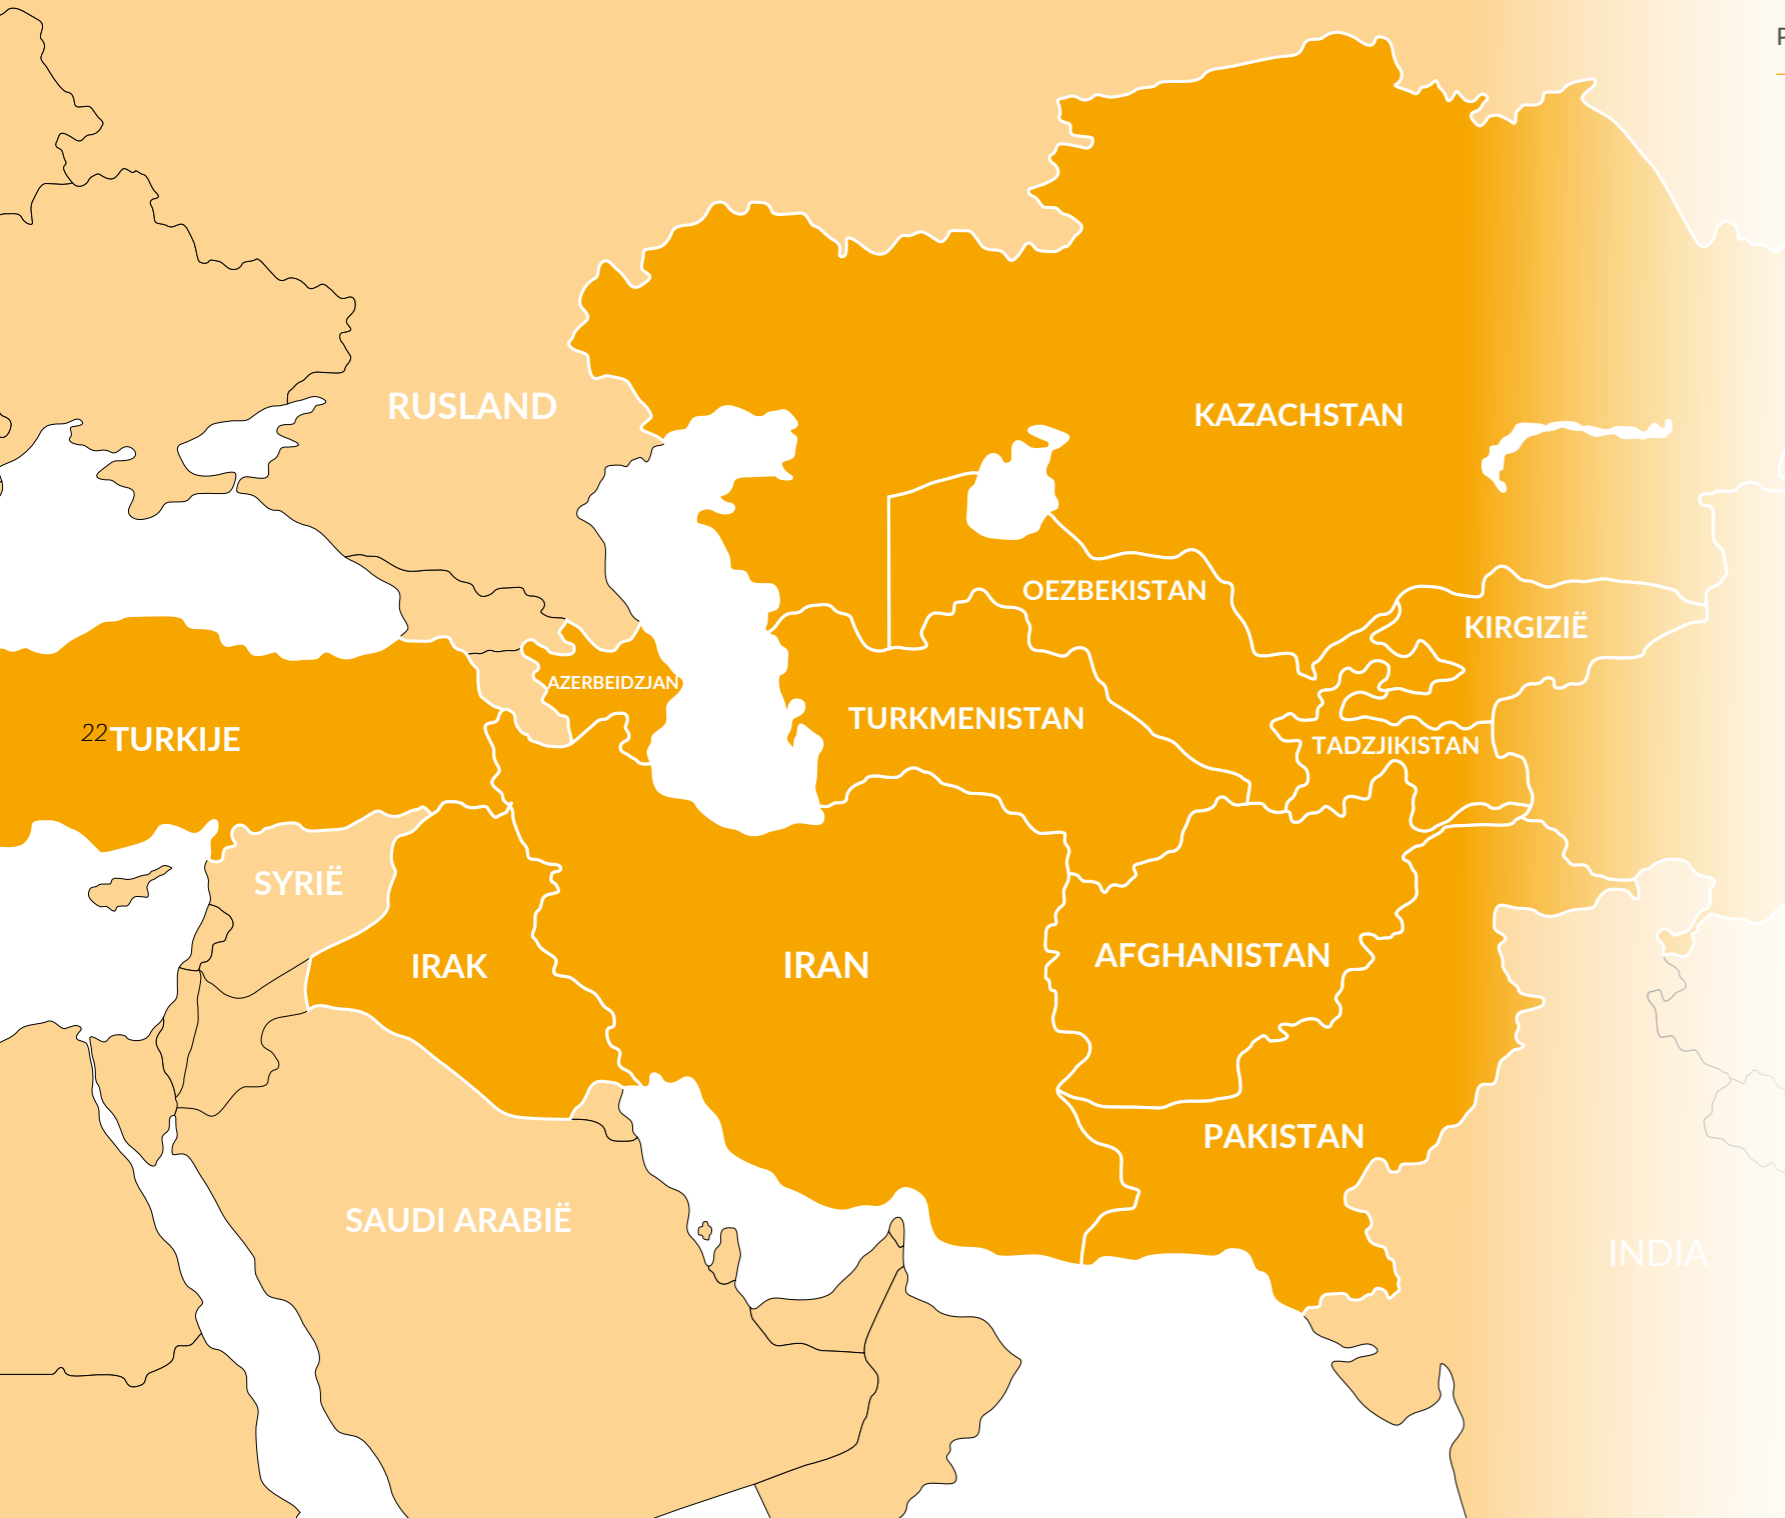 P
RUSLAND
KAZACHSTAN
OEZBEKISTAN
KIRGIZIË
AZERBEIDZJAN
TURKMENISTAN
22 TURKIJE
TADZJIKISTAN
SYRIË
IRAK
IRAN
AFGHANISTAN
PAKISTAN
SAUDI ARABIË
INDIA